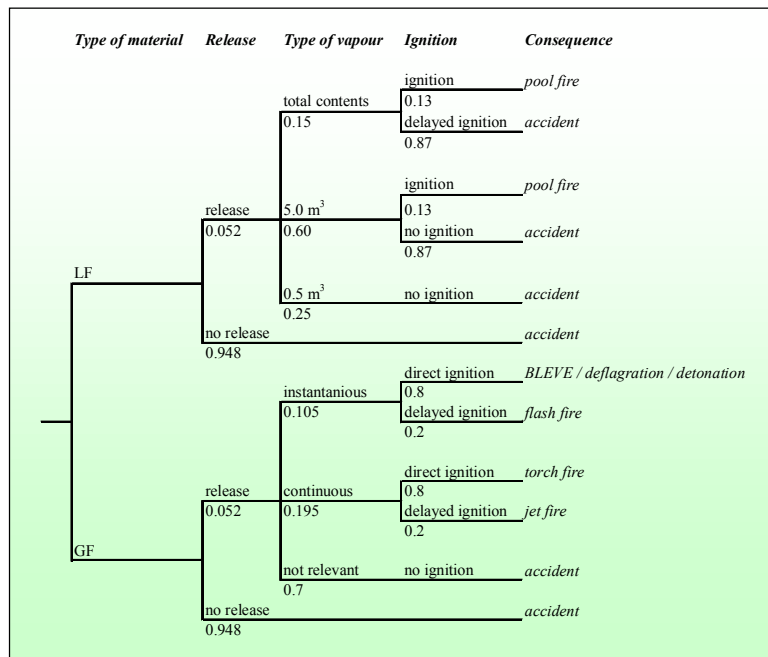 Type of material Release Type of vapour Ignition Consequence
ignition pool fire
total contents 0.13
0.15 delayed ignition accident
0.87
ignition pool fire
release 5.0 m³ 0.13
0.052 0.60 no ignition accident
0.87
LF
0.5 m³ no ignition accident
0.25
no release accident
0.948
direct ignition BLEVE / deflagration / detonation
instantanious 0.8
0.105 delayed ignition flash fire
0.2
direct ignition torch fire
release continuous 0.8
0.052 0.195 delayed ignition jet fire
0.2
GF
not relevant no ignition accident
0.7
no release accident
0.948